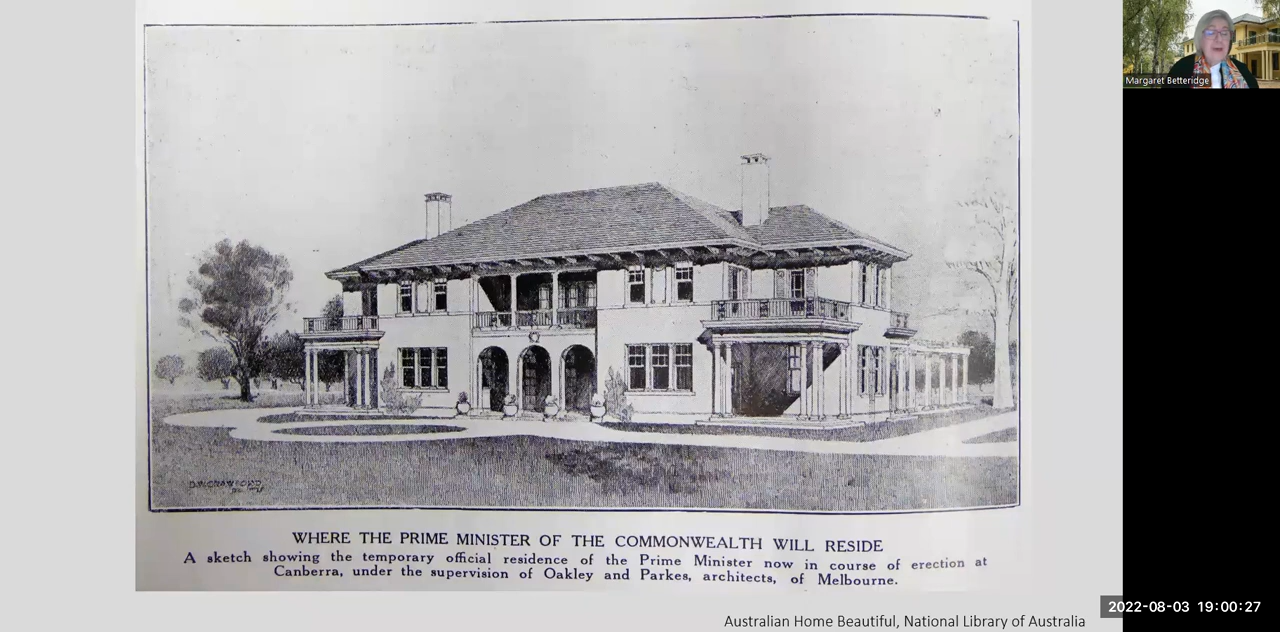 Margaret Betteridge
D.W.CRAWFORD
WHERE THE PRIME MINISTER OF THE COMMONWEALTH WILL RESIDE
A sketch showing the temporary official residence of the Prime Minister now in course of erection at
Canberra, under the supervision of Oakley and Parkes, architects, of Melbourne.
Australian Home Beautiful, National Library of Australia
2022-08-03 19:00:27